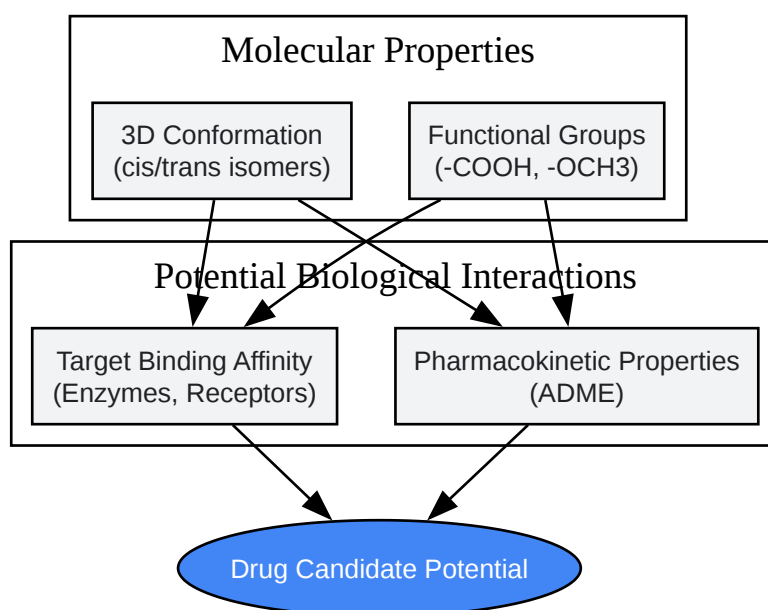 Molecular Properties
3D Conformation
(cis/trans isomers)
Functional Groups
(-COOH, -OCH3)
Potential Biological Interactions
Target Binding Affinity
(Enzymes, Receptors)
Pharmacokinetic Properties
(ADME)
Drug Candidate Potential